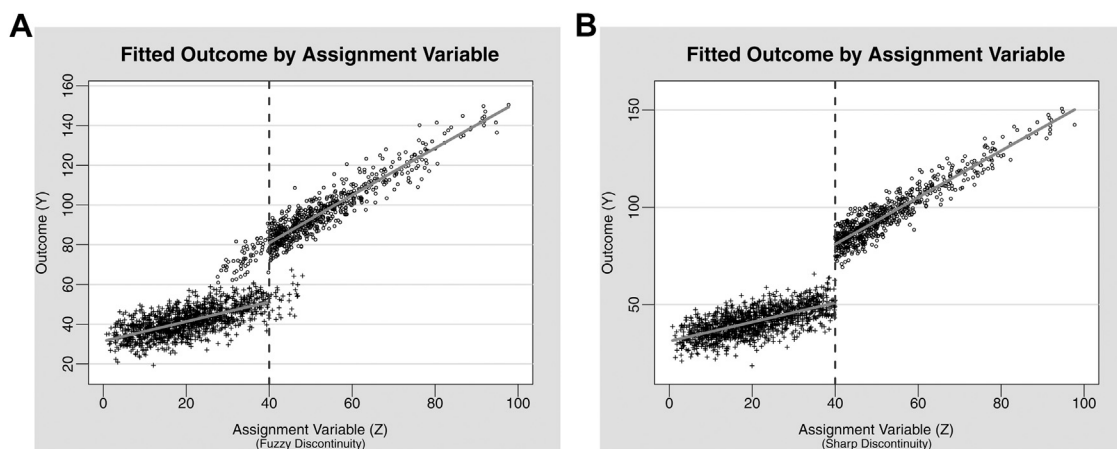 A
Fitted Outcome by Assignment Variable
Outcome (Y)
160
140
120
100
80
60
40
20
0 20 40 60 80 100
Assignment Variable (Z)
(Fuzzy Discontinuity)
B
Fitted Outcome by Assignment Variable
Outcome (Y)
150
100
50
0 20 40 60 80 100
Assignment Variable (Z)
(Sharp Discontinuity)